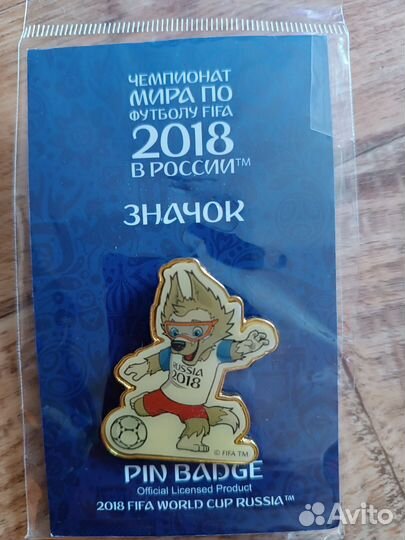 ЧЕМПИОНАТ
МИРА ПО
ФУТБОЛУ FIFA
2018
В РОССИИ™
ЗНАЧОК
RUSSIA
2018
© FIFA TM
PIN BADGE
Official Licensed Product
2018 FIFA WORLD CUP RUSSIA™
Avito